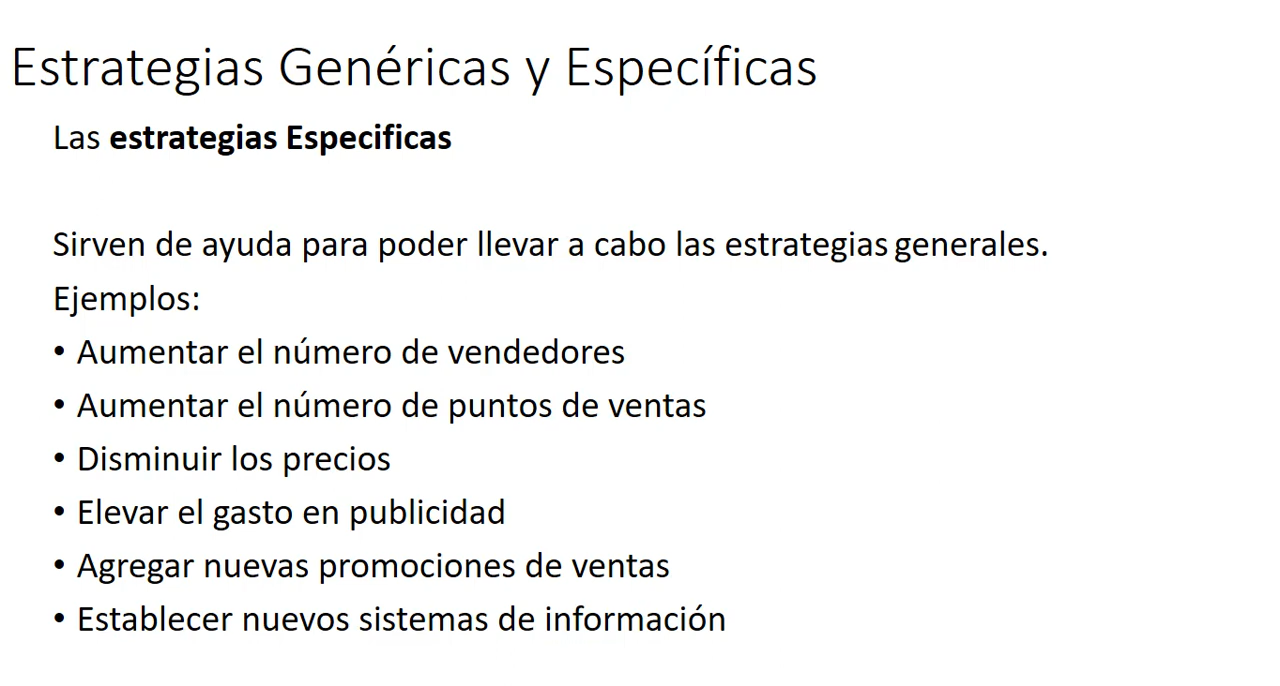 Estrategias Genéricas y Específicas
Las estrategias Especificas
Sirven de ayuda para poder llevar a cabo las estrategias generales.
Ejemplos:
• Aumentar el número de vendedores
• Aumentar el número de puntos de ventas
• Disminuir los precios
• Elevar el gasto en publicidad
• Agregar nuevas promociones de ventas
• Establecer nuevos sistemas de información